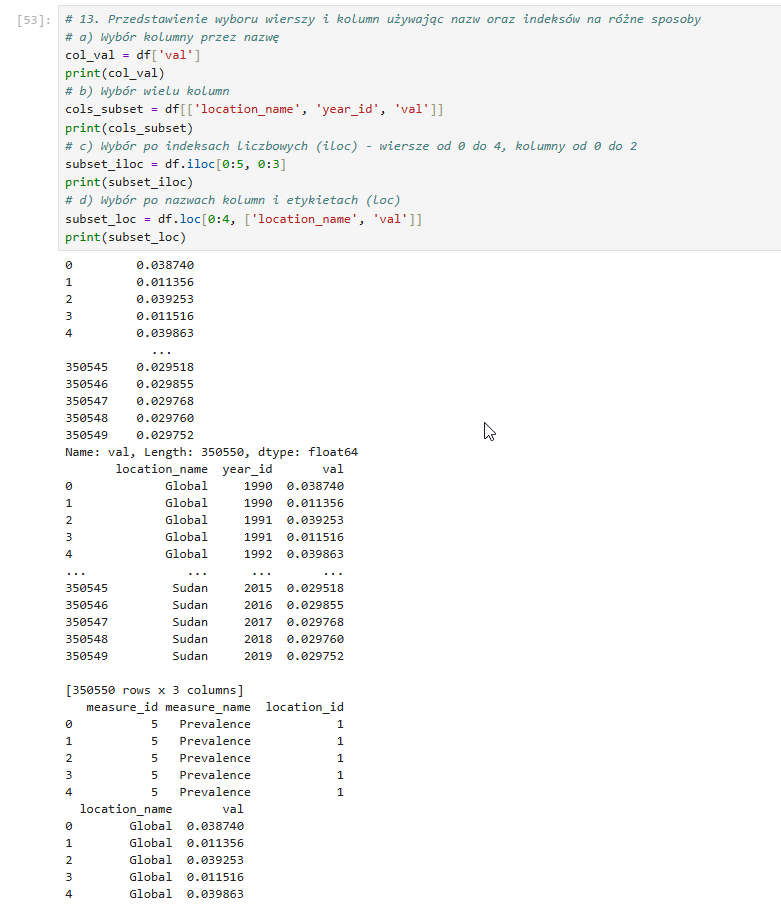 [53]: # 13. Przedstawienie wyboru wierszy i kolumn używając nazw oraz indeksów na różne sposoby
# a) Wybór kolumny przez nazwę
col_val = df['val']
print(col_val)
# b) Wybór wielu kolumn
cols_subset = df[['location_name', 'year_id', 'val']]
print(cols_subset)
# c) Wybór po indeksach liczbowych (iloc) - wiersze od 0 do 4, kolumny od 0 do 2
subset_iloc = df.iloc[0:5, 0:3]
print(subset_iloc)
# d) Wybór po nazwach kolumn i etykietach (loc)
subset_loc = df.loc[0:4, ['location_name', 'val']]
print(subset_loc)
0         0.038740
1         0.011356
2         0.039253
3         0.011516
4         0.039863
            ...
350545    0.029518
350546    0.029855
350547    0.029768
350548    0.029760
350549    0.029752
Name: val, Length: 350550, dtype: float64
       location_name  year_id       val
0             Global     1990  0.038740
1             Global     1990  0.011356
2             Global     1991  0.039253
3             Global     1991  0.011516
4             Global     1992  0.039863
...              ...      ...       ...
350545         Sudan     2015  0.029518
350546         Sudan     2016  0.029855
350547         Sudan     2017  0.029768
350548         Sudan     2018  0.029760
350549         Sudan     2019  0.029752
[350550 rows x 3 columns]
   measure_id measure_name  location_id
0           5   Prevalence            1
1           5   Prevalence            1
2           5   Prevalence            1
3           5   Prevalence            1
4           5   Prevalence            1
  location_name       val
0        Global  0.038740
1        Global  0.011356
2        Global  0.039253
3        Global  0.011516
4        Global  0.039863